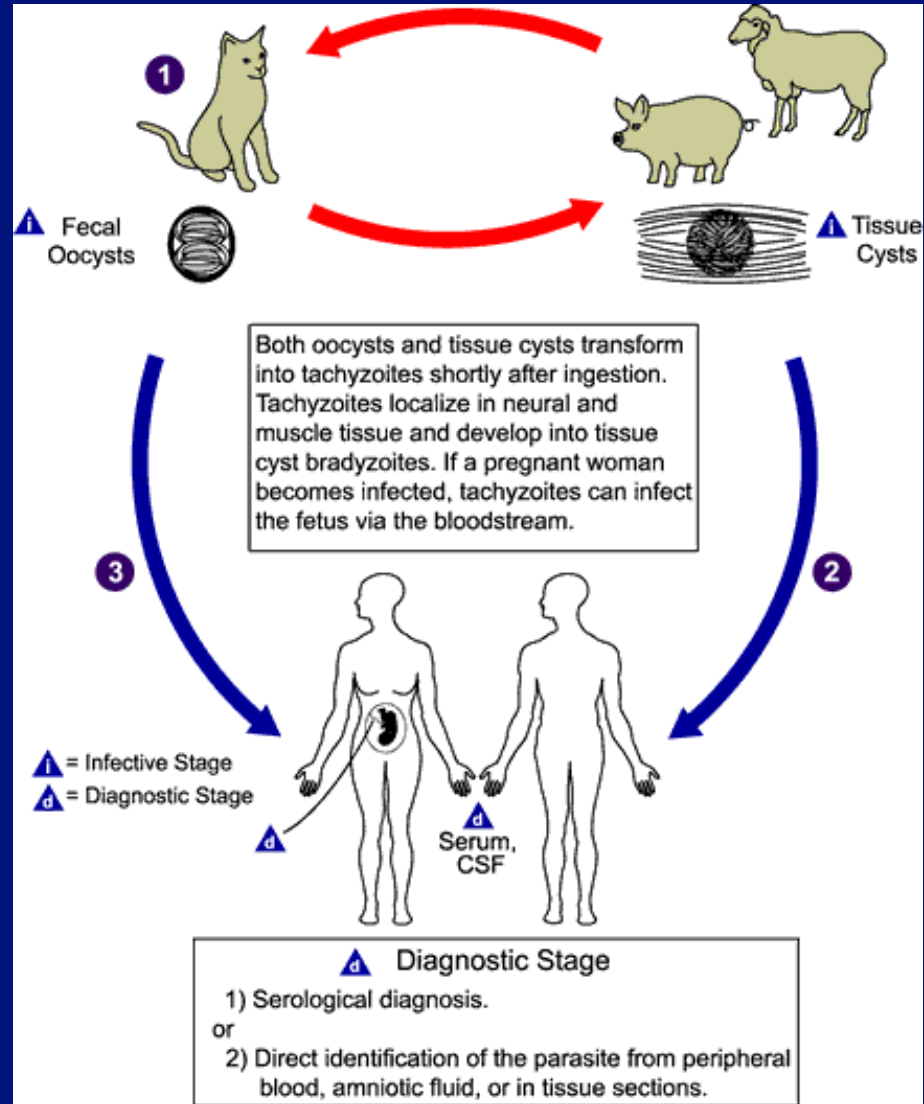 1
i Fecal
Oocysts
i Tissue
Cysts
Both oocysts and tissue cysts transform
into tachyzoites shortly after ingestion.
Tachyzoites localize in neural and
muscle tissue and develop into tissue
cyst bradyzoites. If a pregnant woman
becomes infected, tachyzoites can infect
the fetus via the bloodstream.
3
2
i = Infective Stage
d = Diagnostic Stage
d
d
Serum,
CSF
d Diagnostic Stage
1) Serological diagnosis.
or
2) Direct identification of the parasite from peripheral
blood, amniotic fluid, or in tissue sections.